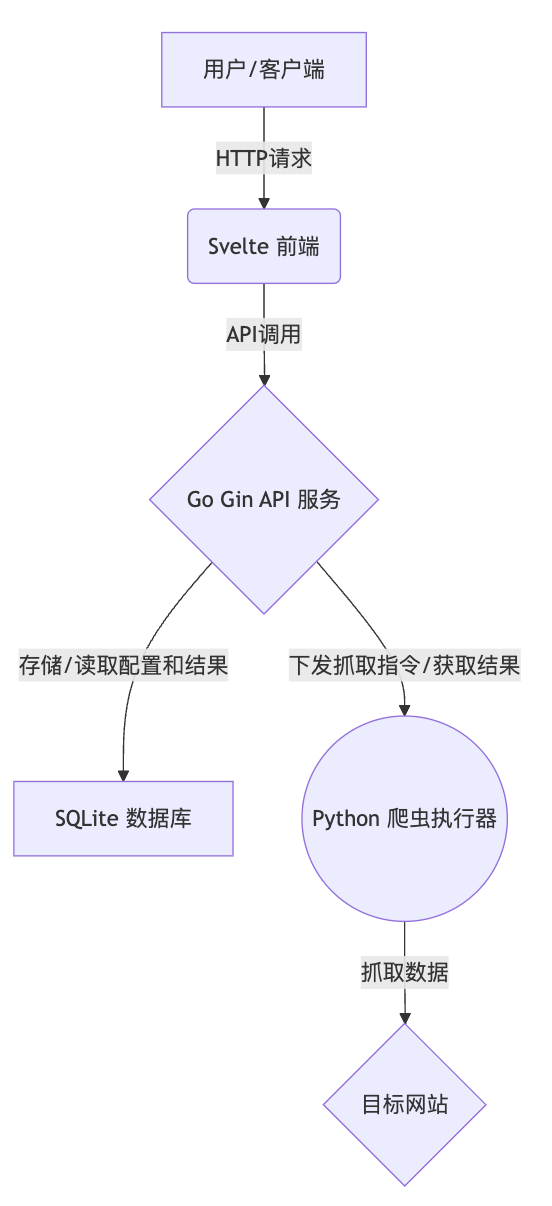 用户/客户端
HTTP请求
Svelte 前端
API调用
Go Gin API 服务
存储/读取配置和结果
下发抓取指令/获取结果
SQLite 数据库
Python 爬虫执行器
抓取数据
目标网站